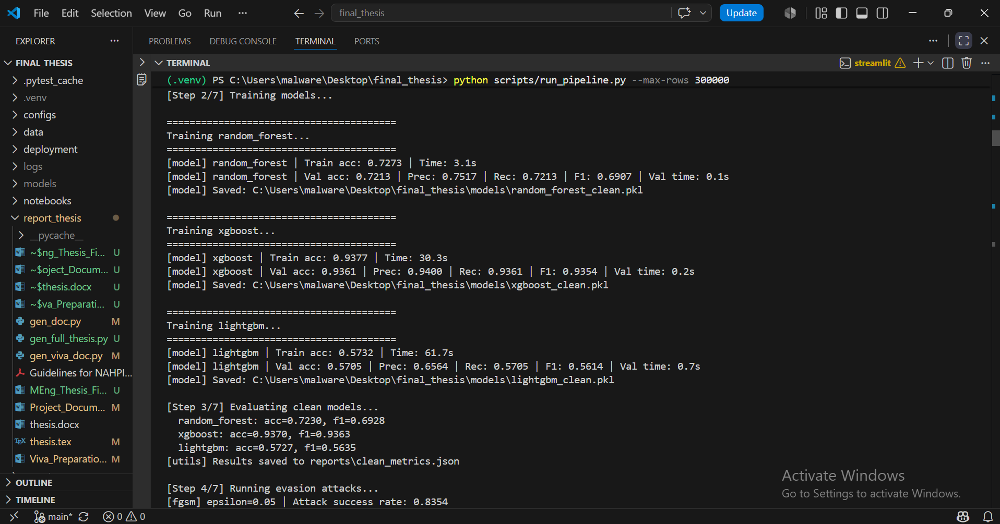 File Edit Selection View Go Run ···
final_thesis
Update
EXPLORER ···
FINAL_THESIS
.pytest_cache
.venv
configs
data
deployment
logs
models
notebooks
report_thesis
__pycache__
~$ng_Thesis_Fi... U
~$oject_Docum... U
~$thesis.docx U
~$va_Preparati... U
gen_doc.py M
gen_full_thesis.py U
gen_viva_doc.py M
Guidelines for NAHPI...
MEng_Thesis_Fi... U
Project_Docum... M
thesis.docx
TEX thesis.tex M
Viva_Preparatio... M
OUTLINE
TIMELINE
PROBLEMS DEBUG CONSOLE TERMINAL PORTS
TERMINAL
streamlit
(.venv) PS C:\Users\malware\Desktop\final_thesis> python scripts/run_pipeline.py --max-rows 300000
[Step 2/7] Training models...
========================================
Training random_forest...
========================================
[model] random_forest | Train acc: 0.7273 | Time: 3.1s
[model] random_forest | Val acc: 0.7213 | Prec: 0.7517 | Rec: 0.7213 | F1: 0.6907 | Val time: 0.1s
[model] Saved: C:\Users\malware\Desktop\final_thesis\models\random_forest_clean.pkl
========================================
Training xgboost...
========================================
[model] xgboost | Train acc: 0.9377 | Time: 30.3s
[model] xgboost | Val acc: 0.9361 | Prec: 0.9400 | Rec: 0.9361 | F1: 0.9354 | Val time: 0.2s
[model] Saved: C:\Users\malware\Desktop\final_thesis\models\xgboost_clean.pkl
========================================
Training lightgbm...
========================================
[model] lightgbm | Train acc: 0.5732 | Time: 61.7s
[model] lightgbm | Val acc: 0.5705 | Prec: 0.6564 | Rec: 0.5705 | F1: 0.5614 | Val time: 0.7s
[model] Saved: C:\Users\malware\Desktop\final_thesis\models\lightgbm_clean.pkl
[Step 3/7] Evaluating clean models...
random_forest: acc=0.7230, f1=0.6928
xgboost: acc=0.9370, f1=0.9363
lightgbm: acc=0.5727, f1=0.5635
[utils] Results saved to reports\clean_metrics.json
[Step 4/7] Running evasion attacks...
[fgsm] epsilon=0.05 | Attack success rate: 0.8354
Activate Windows
Go to Settings to activate Windows.
main* 0 0